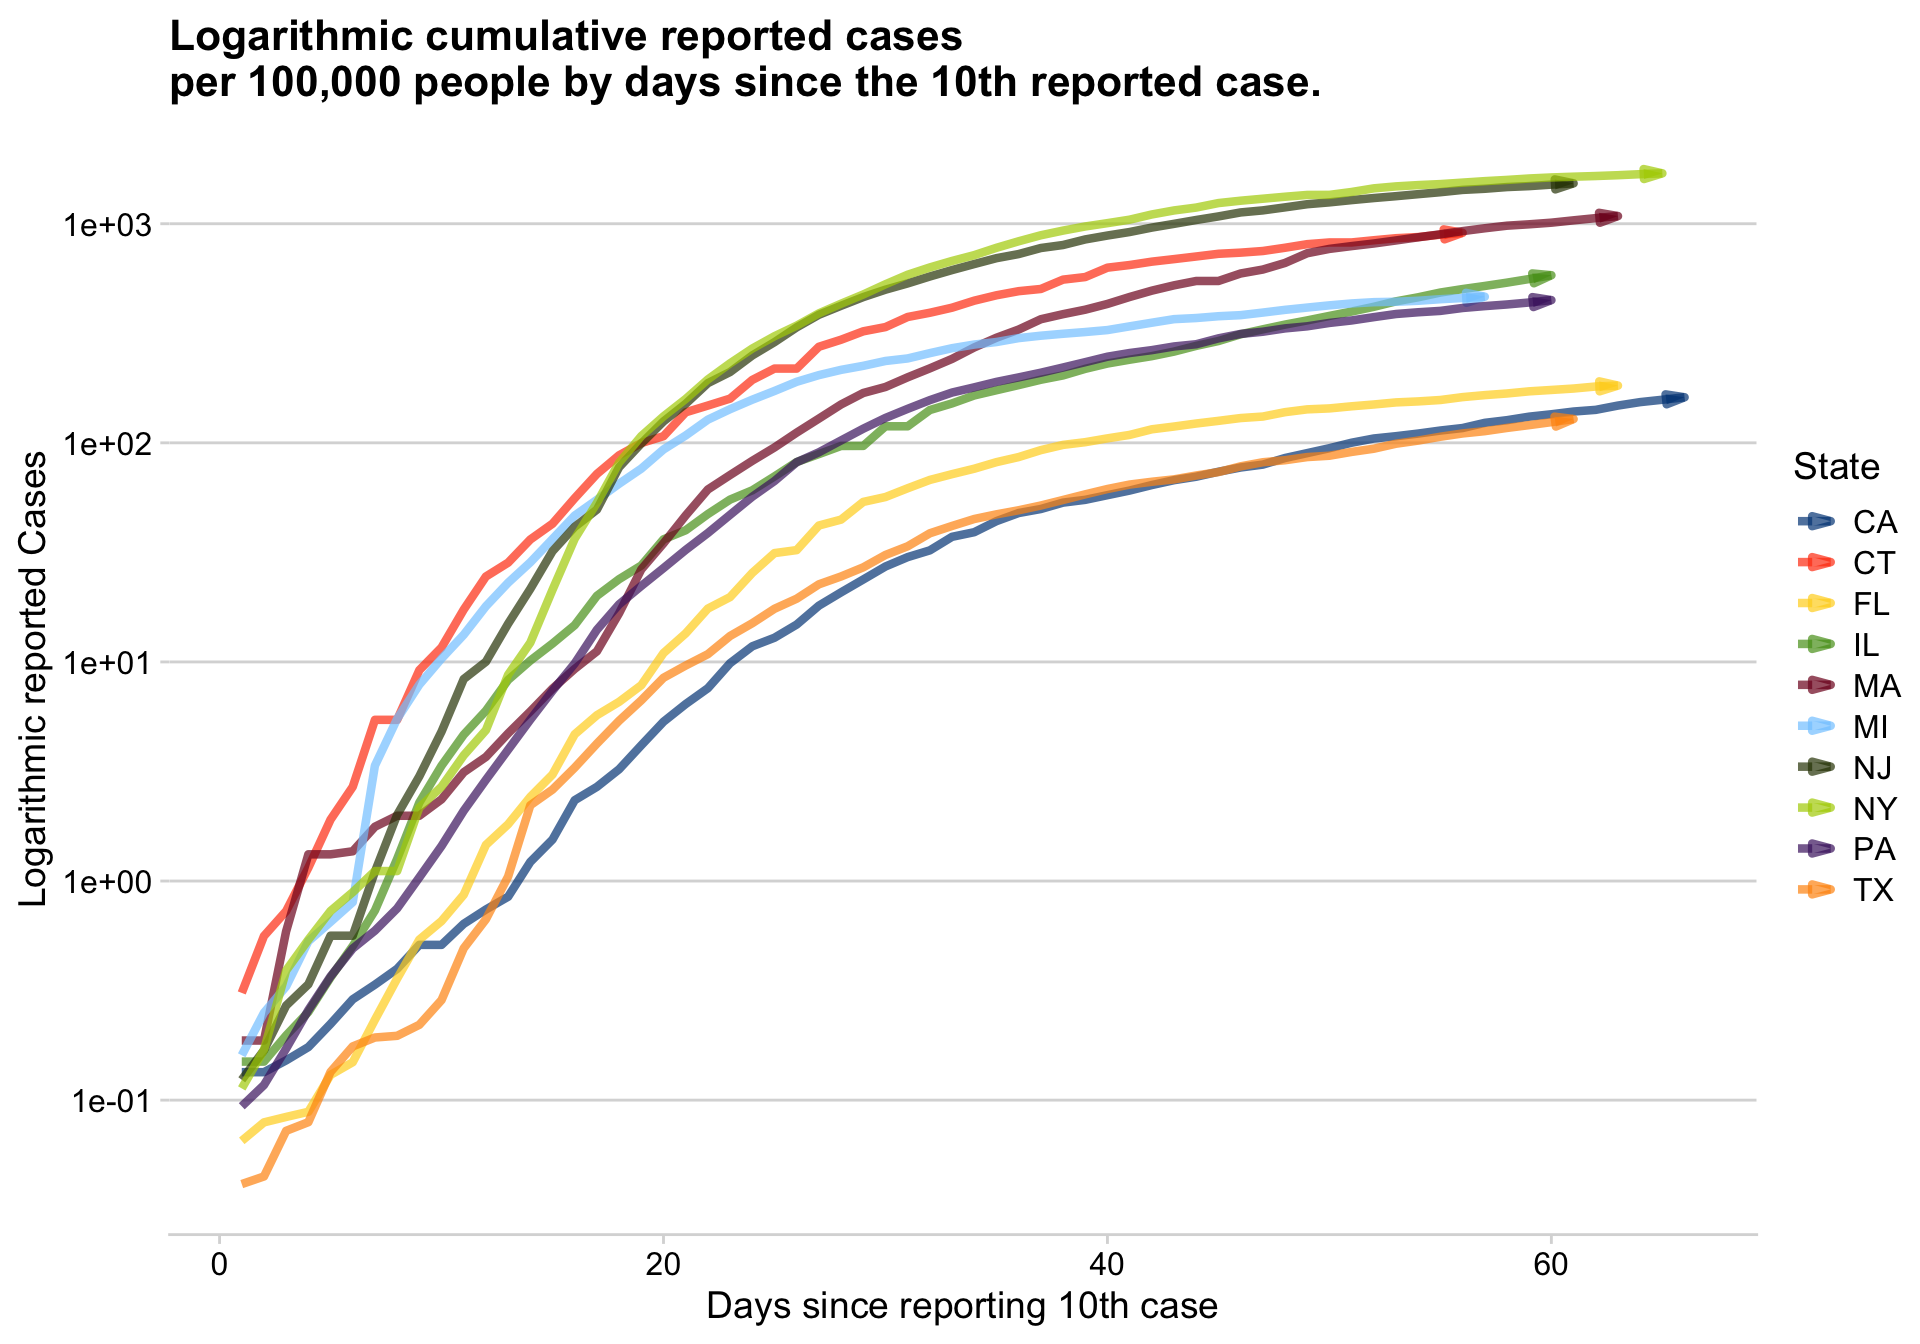 Logarithmic cumulative reported cases
per 100,000 people by days since the 10th reported case.
Logarithmic reported Cases
1e+03
1e+02
1e+01
1e+00
1e-01
0
20
40
60
Days since reporting 10th case
State
CA
CT
FL
IL
MA
MI
NJ
NY
PA
TX